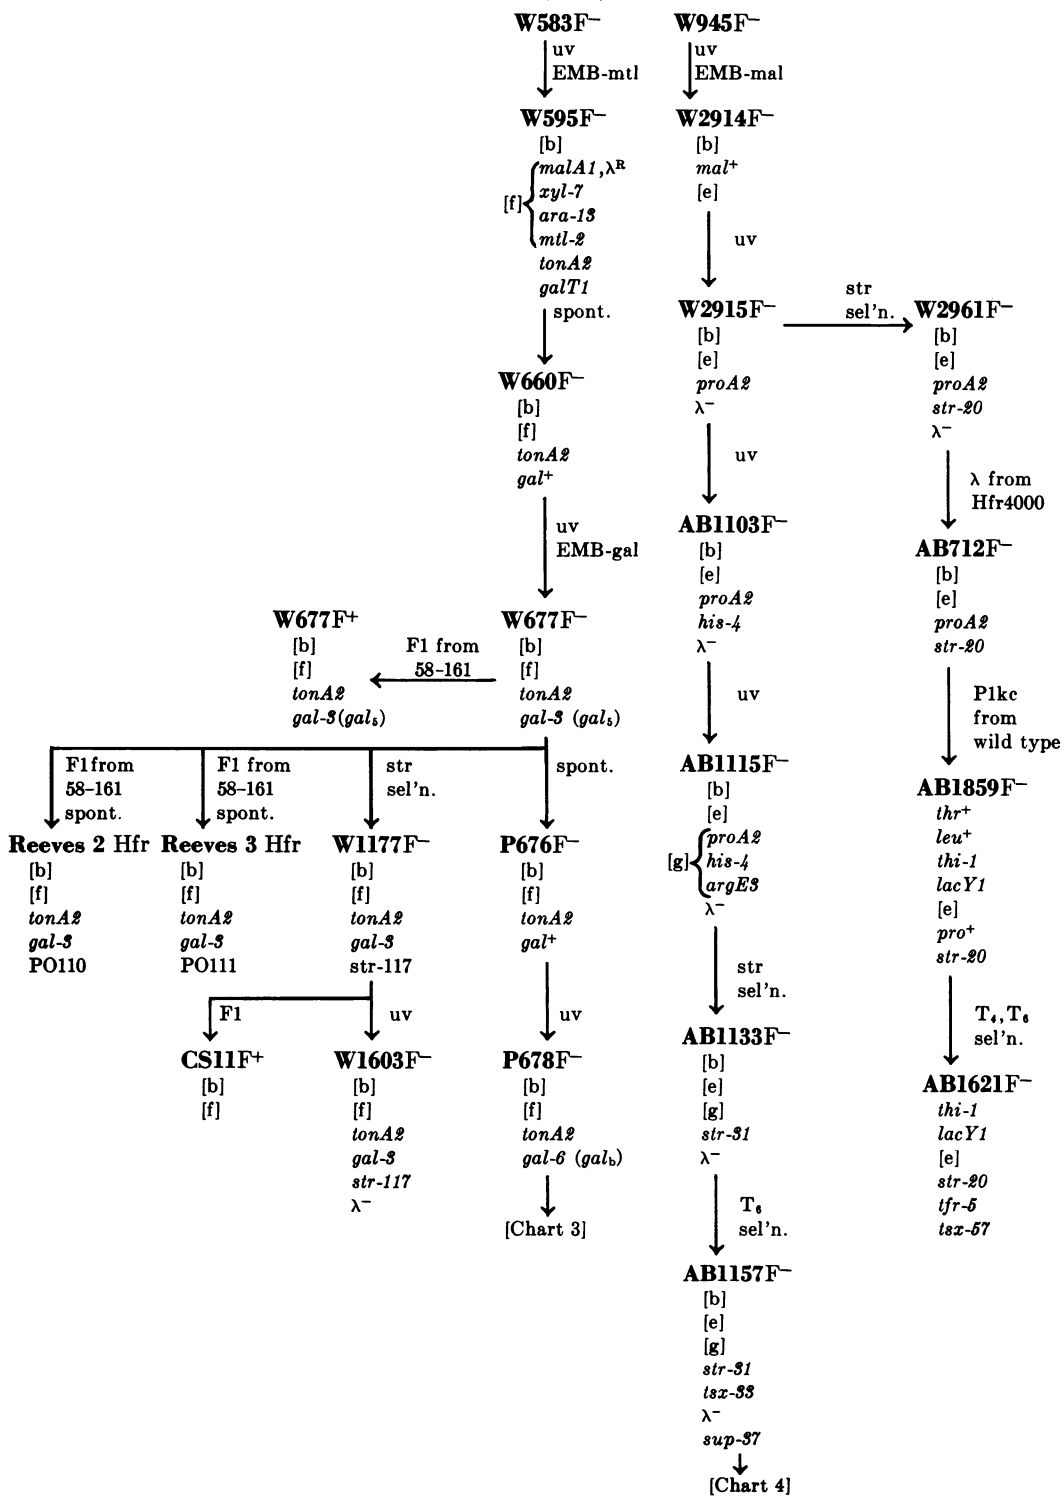 W583F⁻
uv
EMB-mtl
W595F⁻
[b]
[f]
malA1,λᴿ
xyl-7
ara-13
mtl-2
tonA2
galT1
spont.
W660F⁻
[b]
[f]
tonA2
gal⁺
uv
EMB-gal
W677F⁻
[b]
[f]
tonA2
gal-3 (gal₅)
F1 from
58-161
W677F⁺
[b]
[f]
tonA2
gal-3(gal₅)
F1from
58-161
spont.
Reeves 2 Hfr
[b]
[f]
tonA2
gal-3
PO110
F1 from
58-161
spont.
Reeves 3 Hfr
[b]
[f]
tonA2
gal-3
PO111
str
sel'n.
W1177F⁻
[b]
[f]
tonA2
gal-3
str-117
F1
CS11F⁺
[b]
[f]
uv
W1603F⁻
[b]
[f]
tonA2
gal-3
str-117
λ⁻
spont.
P676F⁻
[b]
[f]
tonA2
gal⁺
uv
P678F⁻
[b]
[f]
tonA2
gal-6 (gal_b)
[Chart 3]
W945F⁻
uv
EMB-mal
W2914F⁻
[b]
mal⁺
[e]
uv
W2915F⁻
[b]
[e]
proA2
λ⁻
uv
AB1103F⁻
[b]
[e]
proA2
his-4
λ⁻
uv
AB1115F⁻
[b]
[e]
[g]
proA2
his-4
argE3
λ⁻
str
sel'n.
AB1133F⁻
[b]
[e]
[g]
str-31
λ⁻
T₆
sel'n.
AB1157F⁻
[b]
[e]
[g]
str-31
tsx-33
λ⁻
sup-37
[Chart 4]
str
sel'n.
W2961F⁻
[b]
[e]
proA2
str-20
λ⁻
λ from
Hfr4000
AB712F⁻
[b]
[e]
proA2
str-20
P1kc
from
wild type
AB1859F⁻
thr⁺
leu⁺
thi-1
lacY1
[e]
pro⁺
str-20
T₄,T₆
sel'n.
AB1621F⁻
thi-1
lacY1
[e]
str-20
tfr-5
tsx-57